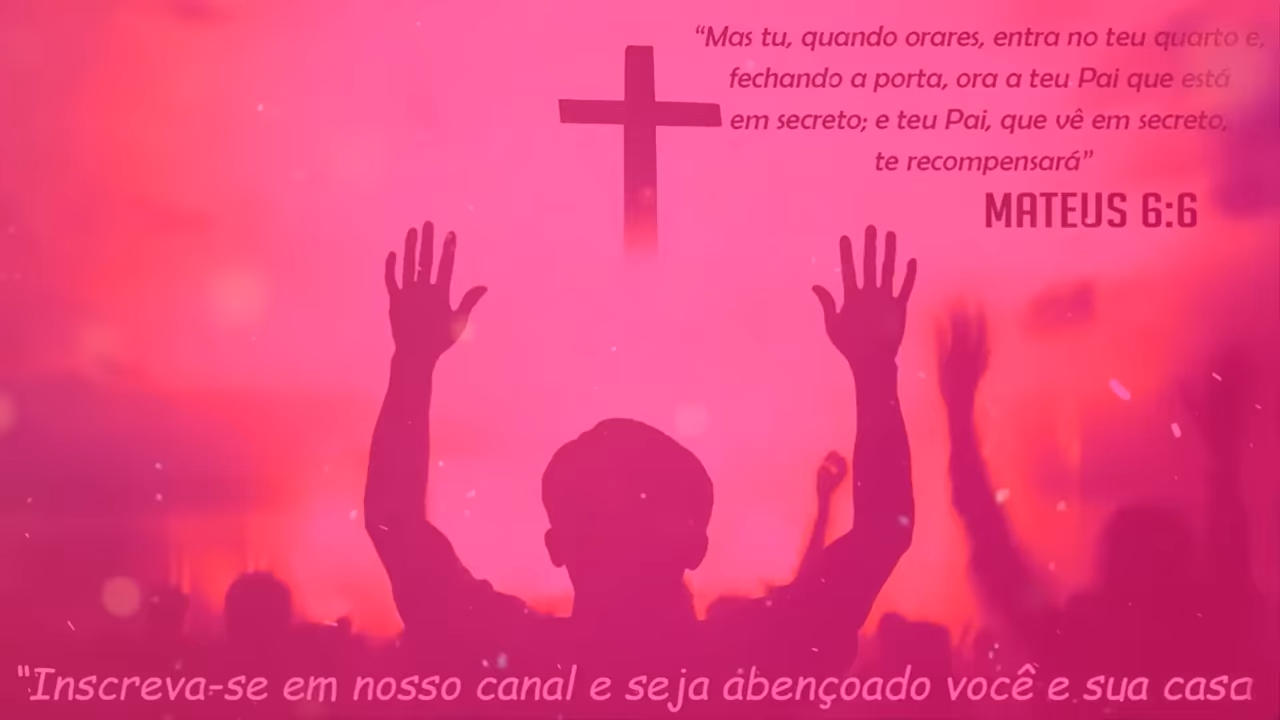 “Mas tu, quando orares, entra no teu quarto e,
fechando a porta, ora a teu Pai que está
em secreto; e teu Pai, que vê em secreto,
te recompensará”
MATEUS 6:6
“Inscreva-se em nosso canal e seja abençoado você e sua casa